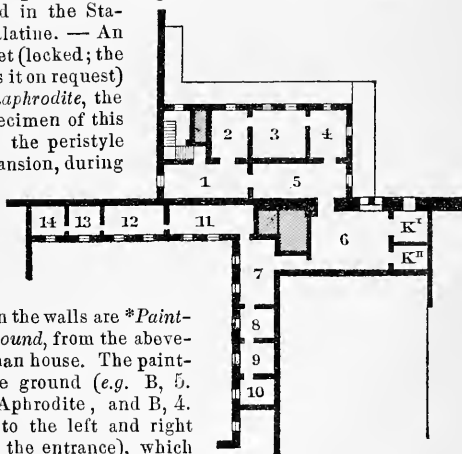 d in the Sta-
latine. — An
et (locked; the
s it on request)
aphrodite, the
ecimen of this
the peristyle
ansion, during
2 3 4
1 5
14 13 12 11
6
K^I
K^II
7
8
9
10
n the walls are *Paint-
ound, from the above-
nan house. The paint-
e ground (e.g. B, 5.
Aphrodite, and B, 4.
to the left and right
the entrance), which